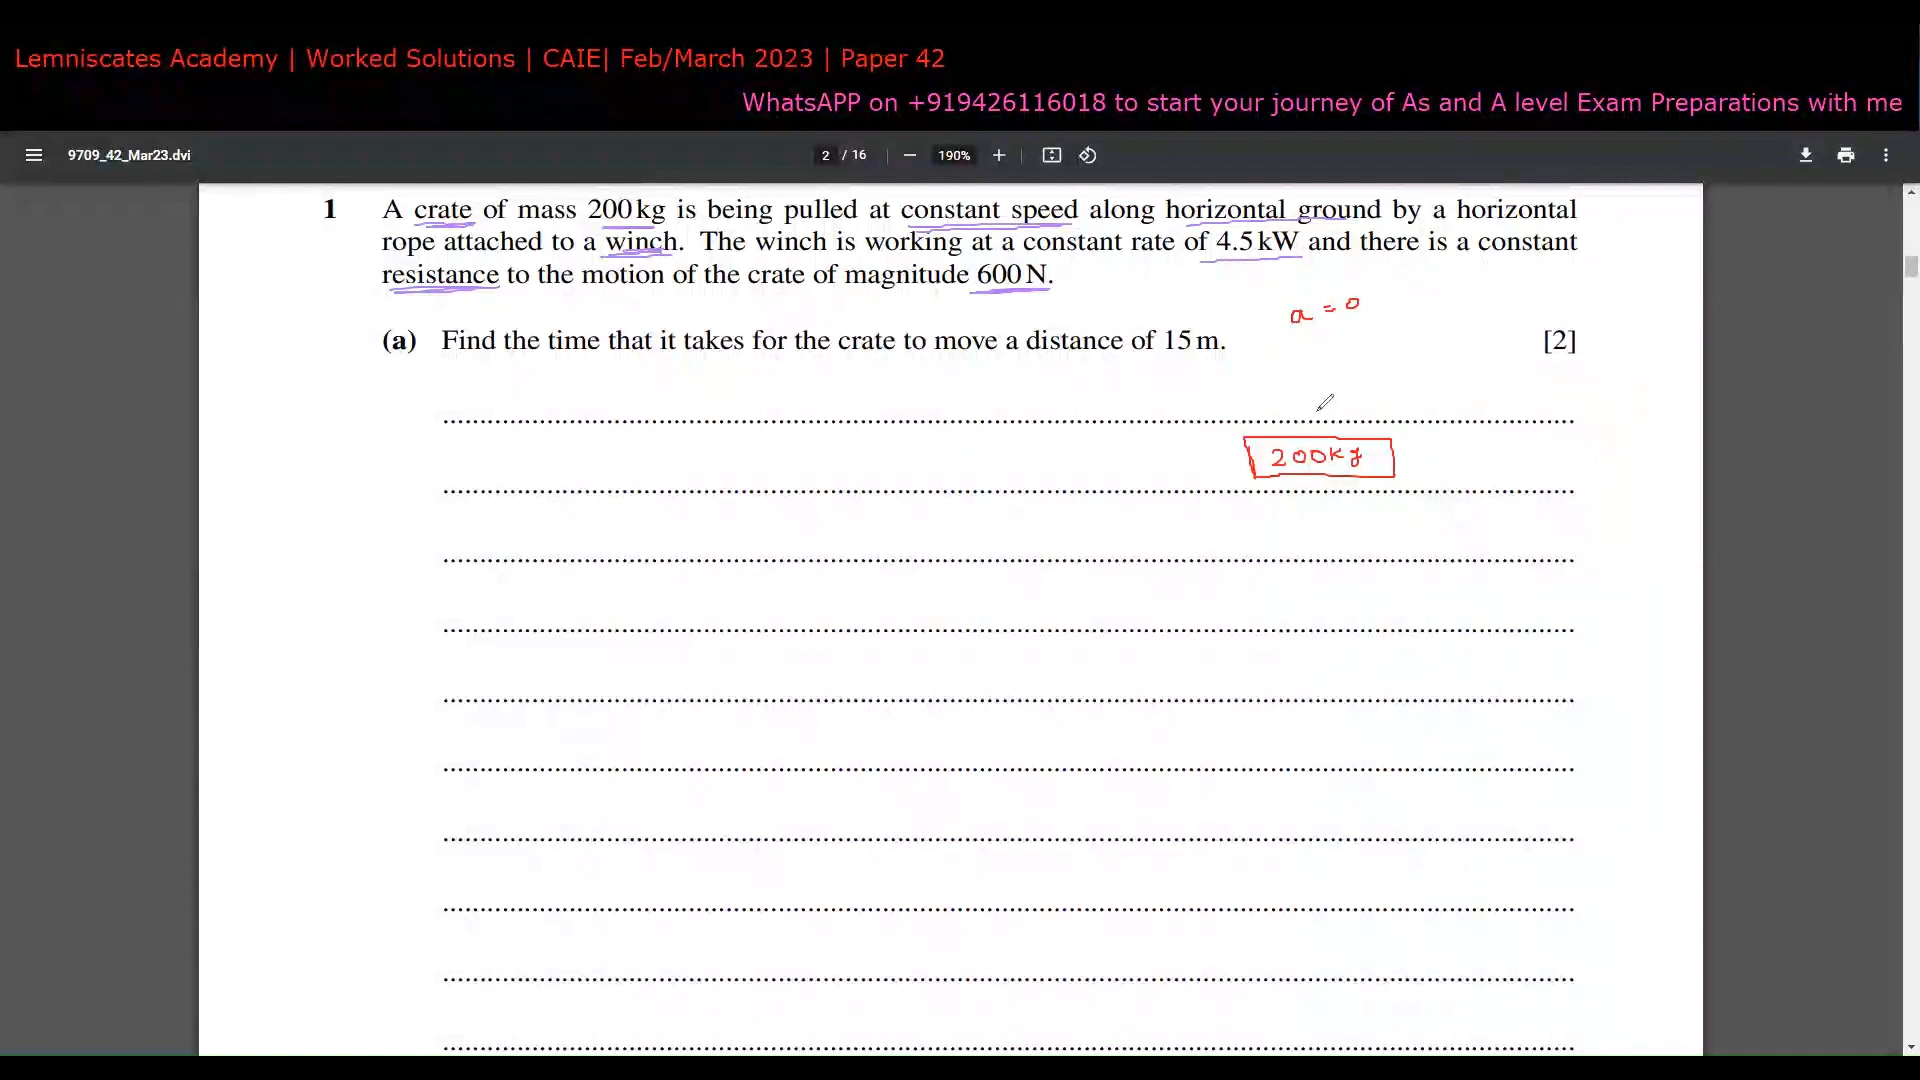 Lemniscates Academy | Worked Solutions | CAIE| Feb/March 2023 | Paper 42
WhatsAPP on +919426116018 to start your journey of As and A level Exam Preparations with me
9709_42_Mar23.dvi
2 / 16
190%
1 A crate of mass 200 kg is being pulled at constant speed along horizontal ground by a horizontal
rope attached to a winch. The winch is working at a constant rate of 4.5 kW and there is a constant
resistance to the motion of the crate of magnitude 600 N.
a = 0
(a) Find the time that it takes for the crate to move a distance of 15 m. [2]
200kg